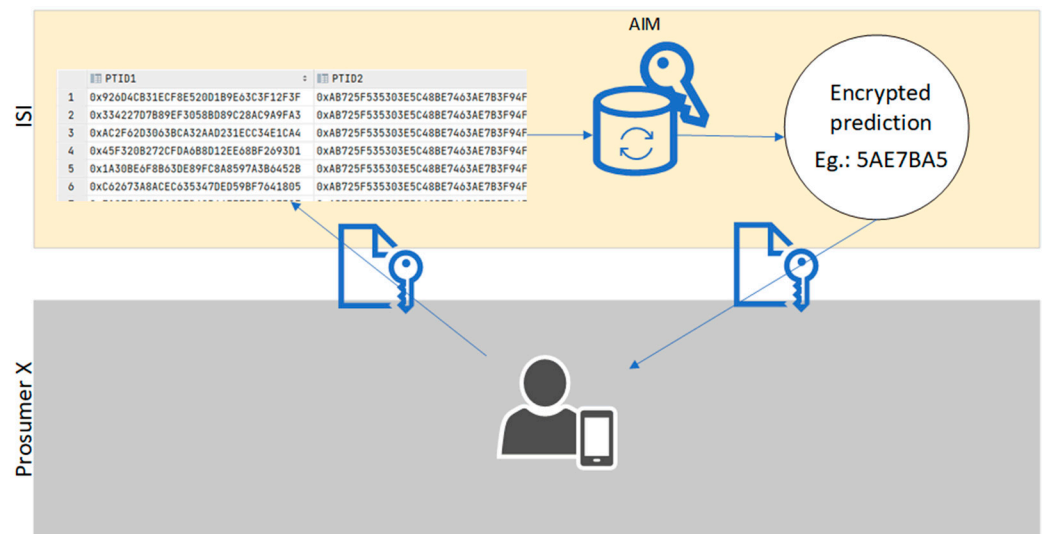 AIM
ISI
PTID1 PTID2
1 0x926D4CB31ECF8E520D1B9E63C3F12F3F 0xAB725F535303E5C48BE7463AE7B3F94F
2 0x334227D7B89EF3058BD89C28AC9A9FA3 0xAB725F535303E5C48BE7463AE7B3F94F
3 0xAC2F62D3063BCA32AAD231ECC34E1CA4 0xAB725F535303E5C48BE7463AE7B3F94F
4 0x45F320B272CFDA6B8D12EE68BF2693D1 0xAB725F535303E5C48BE7463AE7B3F94F
5 0x1A30BE6F8B63DE89FC8A8597A3B6452B 0xAB725F535303E5C48BE7463AE7B3F94F
6 0xC62673A8ACEC635347DED59BF7641805 0xAB725F535303E5C48BE7463AE7B3F94F
Encrypted
prediction
Eg.: 5AE7BA5
Prosumer X